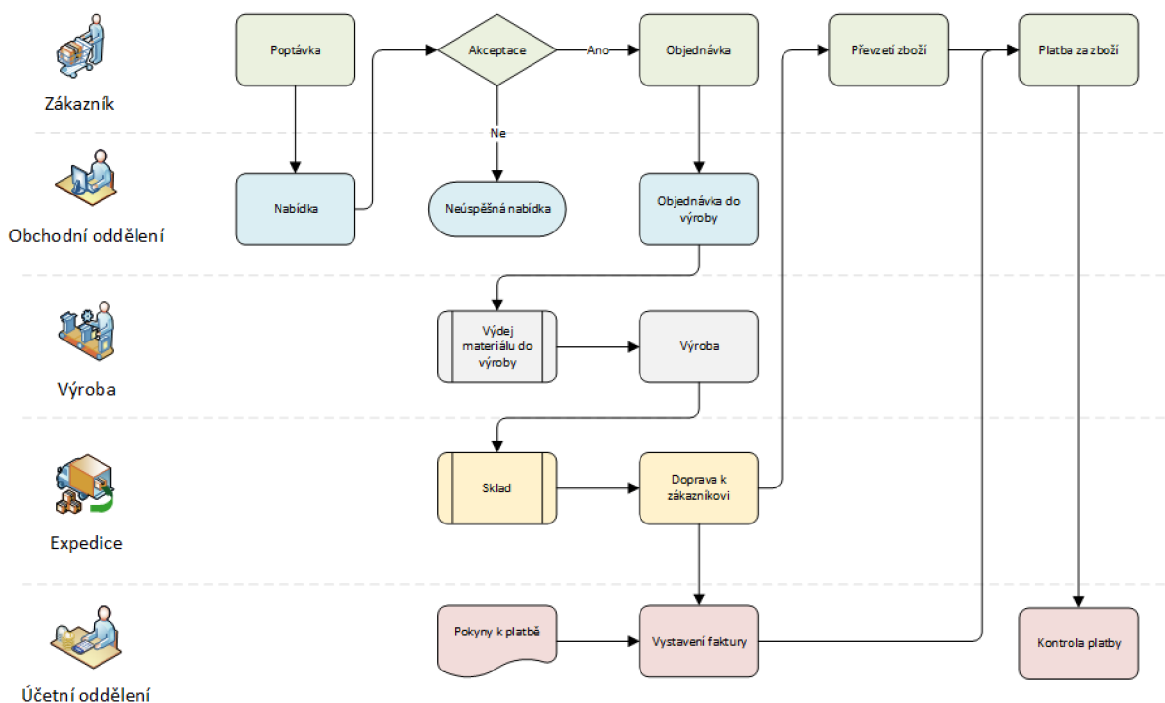 Poptávka
Akceptace
Ano
Objednávka
Převzetí zboží
Platba za zboží
Zákazník
Ne
Nabídka
Neúspěšná nabídka
Objednávka do
výroby
Obchodní oddělení
Výdej
materiálu do
výroby
Výroba
Výroba
Sklad
Doprava k
zákazníkovi
Expedice
Pokyny k platbě
Vystavení faktury
Kontrola platby
Účetní oddělení